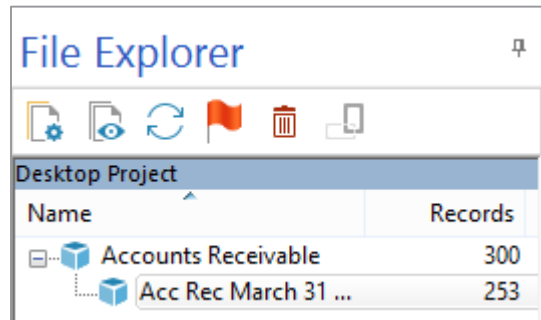 File Explorer
Desktop Project
Name Records
Accounts Receivable 300
Acc Rec March 31 ... 253